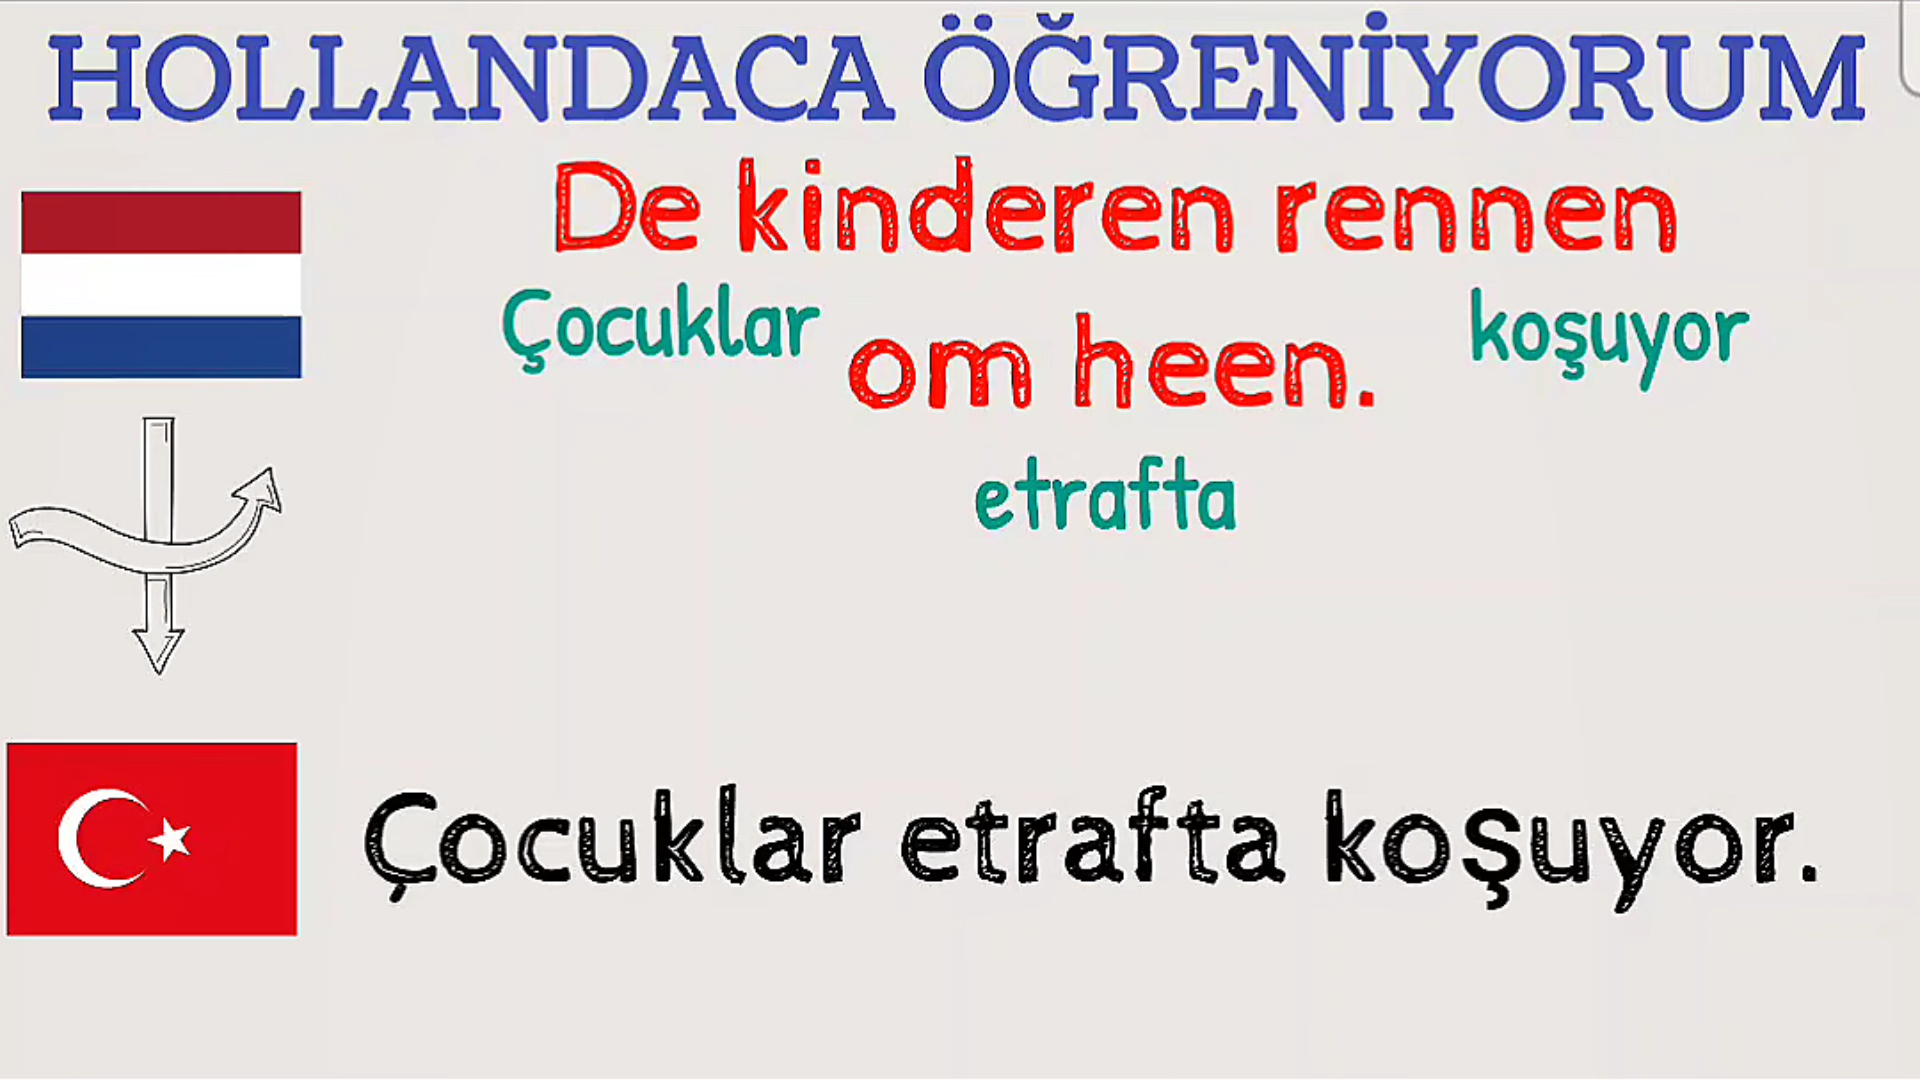 HOLLANDACA ÖĞRENİYORUM
De kinderen rennen
Çocuklar
koşuyor
om heen.
etrafta
Çocuklar etrafta koşuyor.